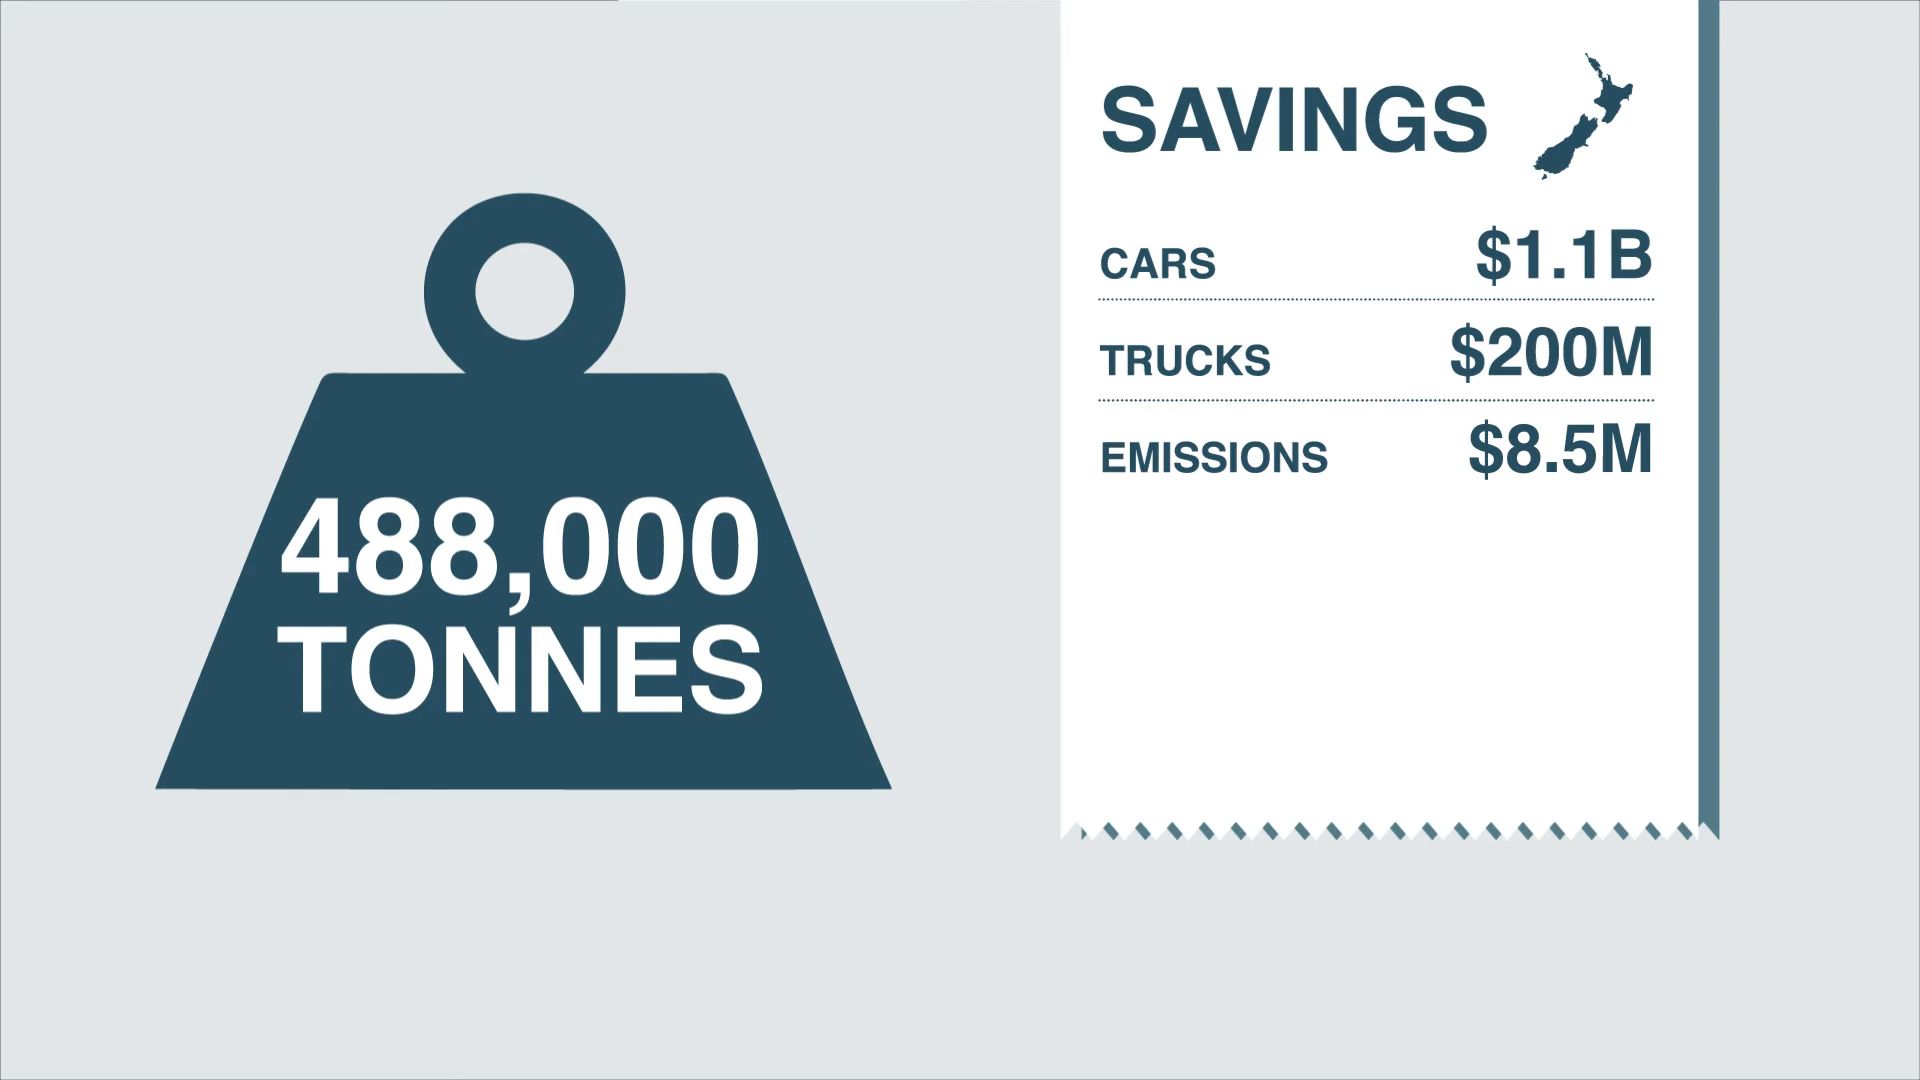 488,000
TONNES
SAVINGS
CARS $1.1B
TRUCKS $200M
EMISSIONS $8.5M